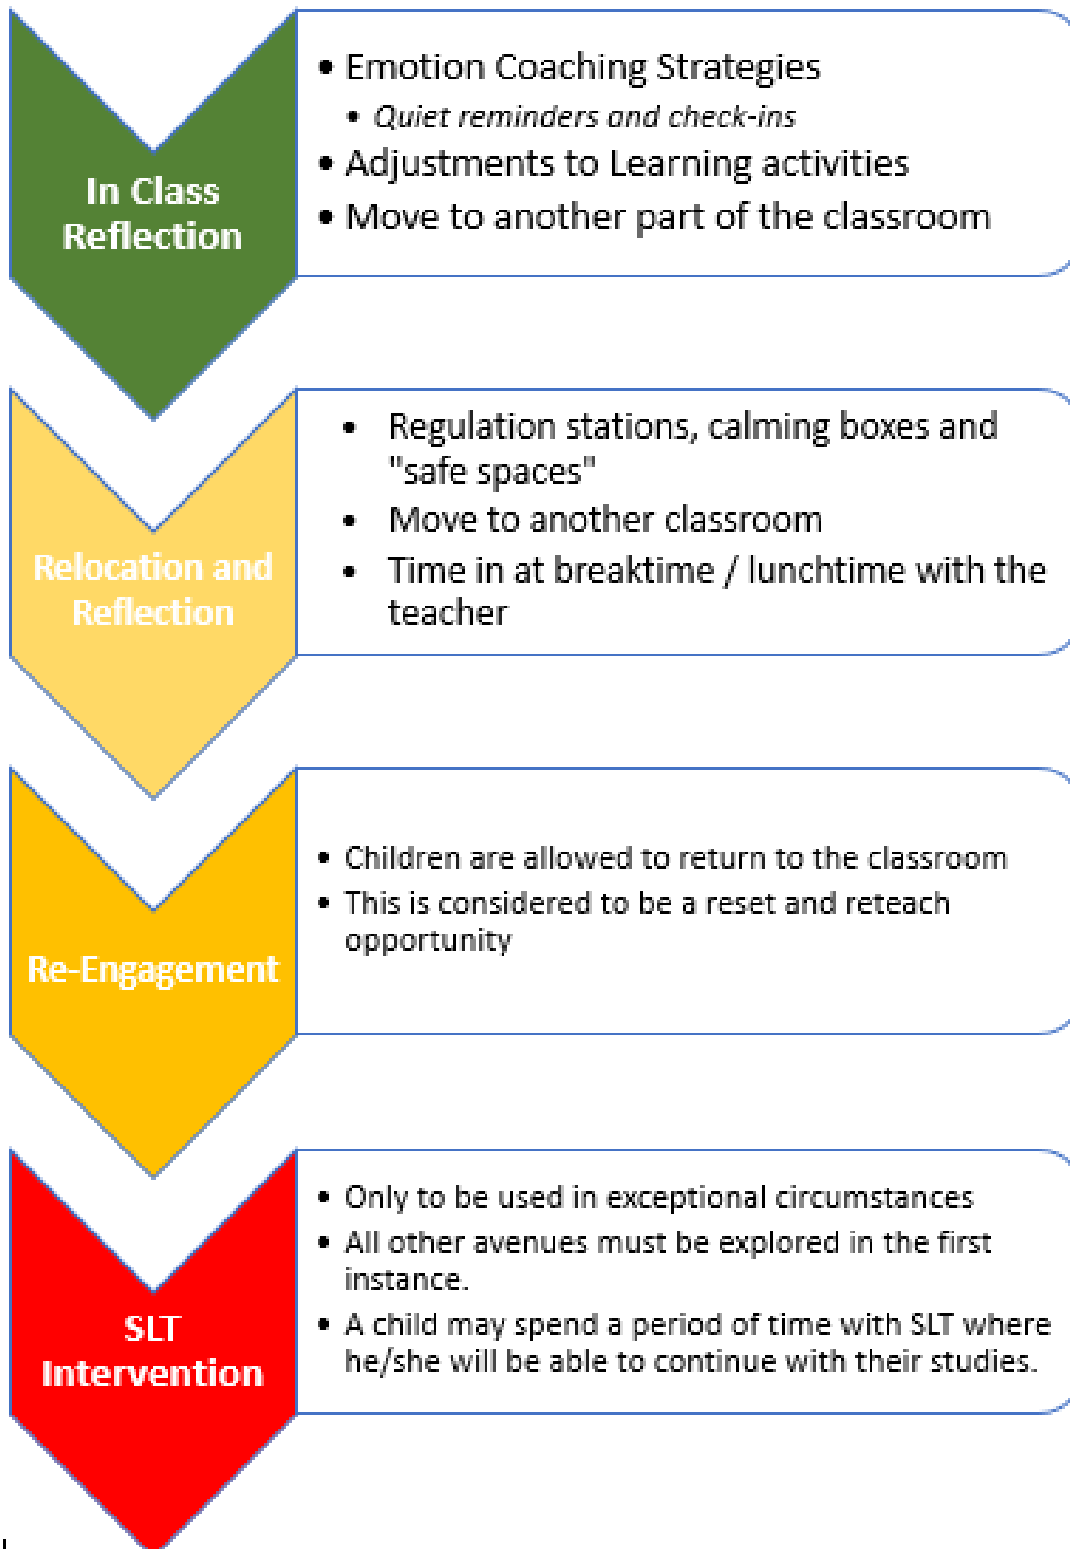 In Class
Reflection
• Emotion Coaching Strategies
• Quiet reminders and check-ins
• Adjustments to Learning activities
• Move to another part of the classroom
Relocation and
Reflection
• Regulation stations, calming boxes and
"safe spaces"
• Move to another classroom
• Time in at breaktime / lunchtime with the
teacher
Re-Engagement
• Children are allowed to return to the classroom
• This is considered to be a reset and reteach
opportunity
SLT
Intervention
• Only to be used in exceptional circumstances
• All other avenues must be explored in the first
instance.
• A child may spend a period of time with SLT where
he/she will be able to continue with their studies.